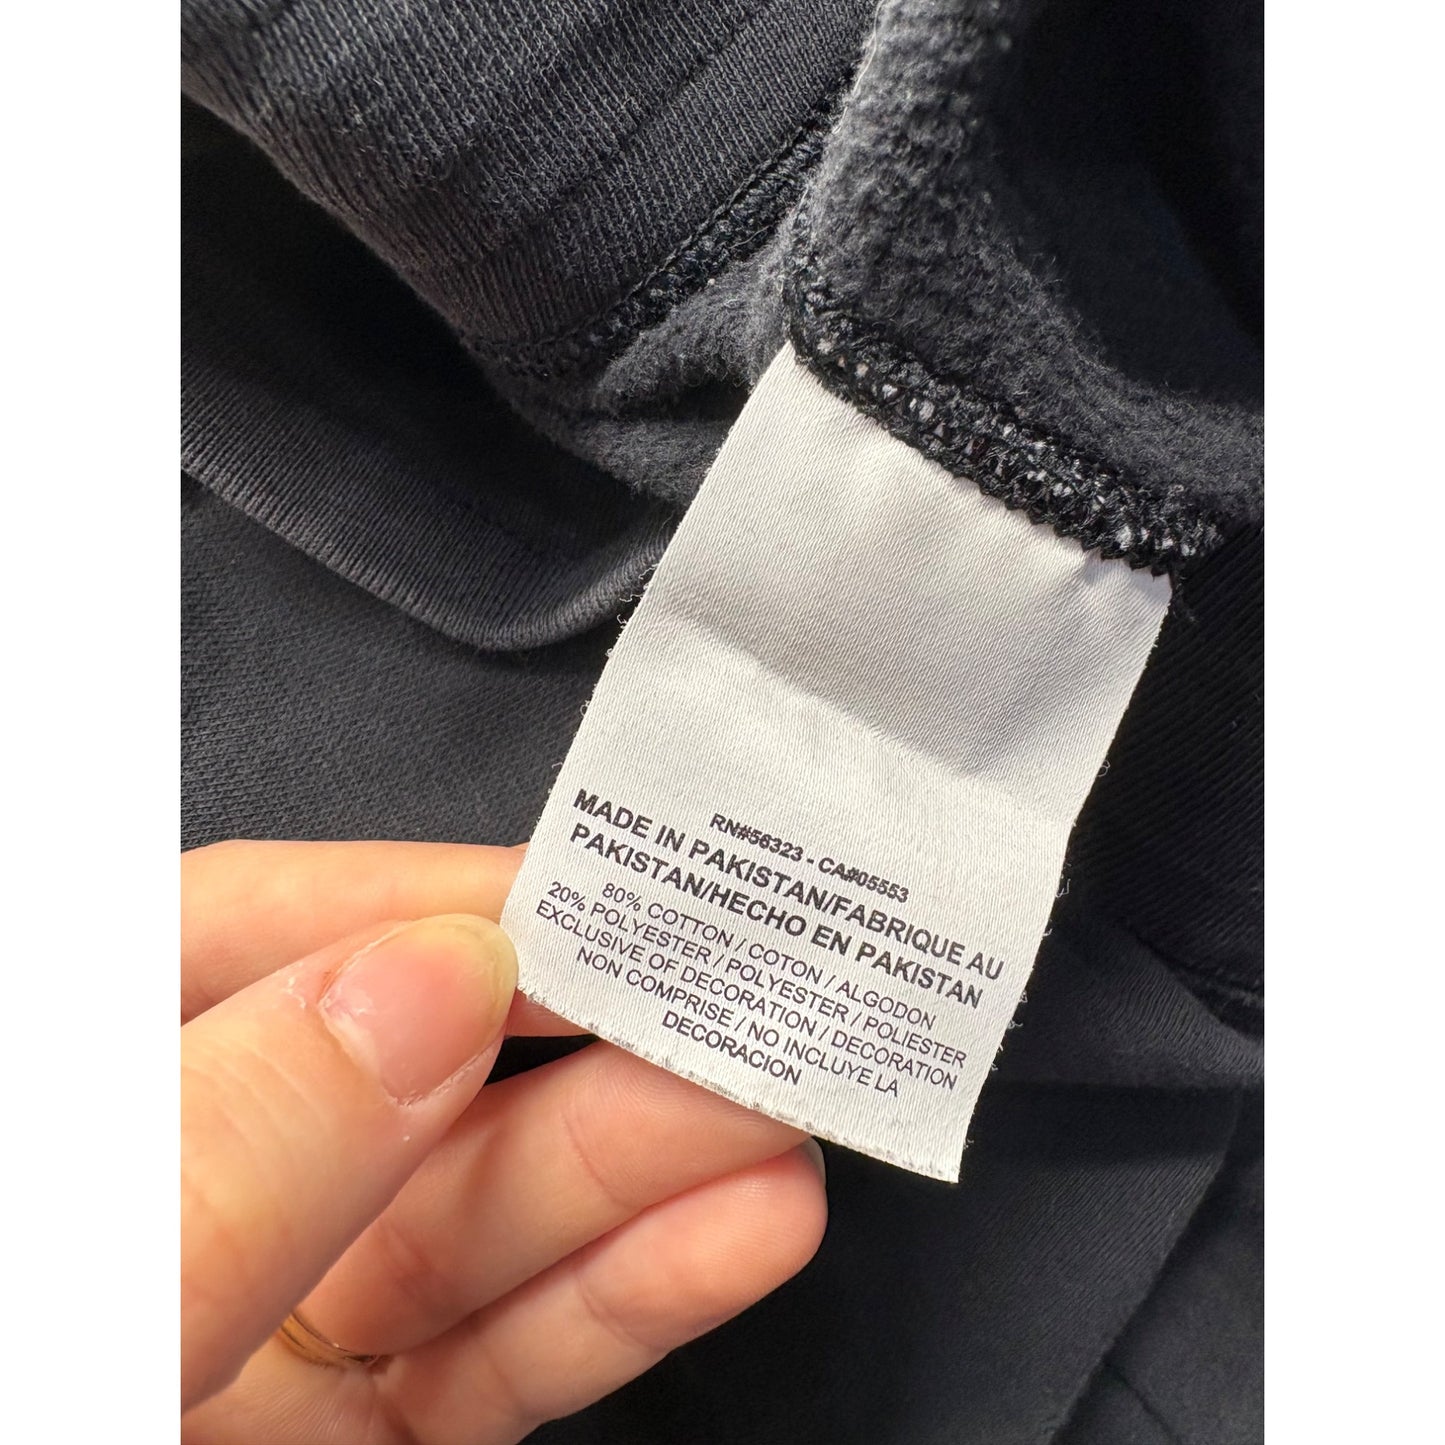 RN#56323 - CA#05553
MADE IN PAKISTAN/FABRIQUE AU
PAKISTAN/HECHO EN PAKISTAN
80% COTTON / COTON / ALGODON
20% POLYESTER / POLYESTER / POLIESTER
EXCLUSIVE OF DECORATION / DECORATION
NON COMPRISE / NO INCLUYE LA
DECORACION